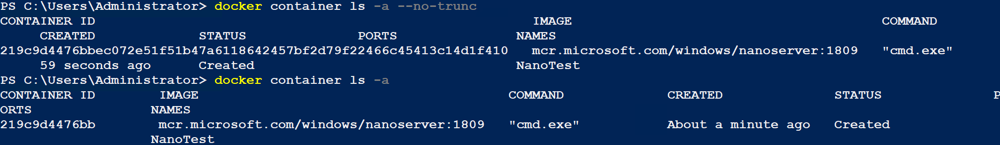 PS C:\Users\Administrator> docker container ls -a --no-trunc
CONTAINER ID                                                       IMAGE                                       COMMAND
     CREATED             STATUS              PORTS               NAMES
219c9d4476bbec072e51f51b47a6118642457bf2d79f22466c45413c14d1f410   mcr.microsoft.com/windows/nanoserver:1809   "cmd.exe"
     59 seconds ago      Created                                 NanoTest
PS C:\Users\Administrator> docker container ls -a
CONTAINER ID        IMAGE                                       COMMAND             CREATED              STATUS              P
ORTS               NAMES
219c9d4476bb        mcr.microsoft.com/windows/nanoserver:1809   "cmd.exe"           About a minute ago   Created
                   NanoTest